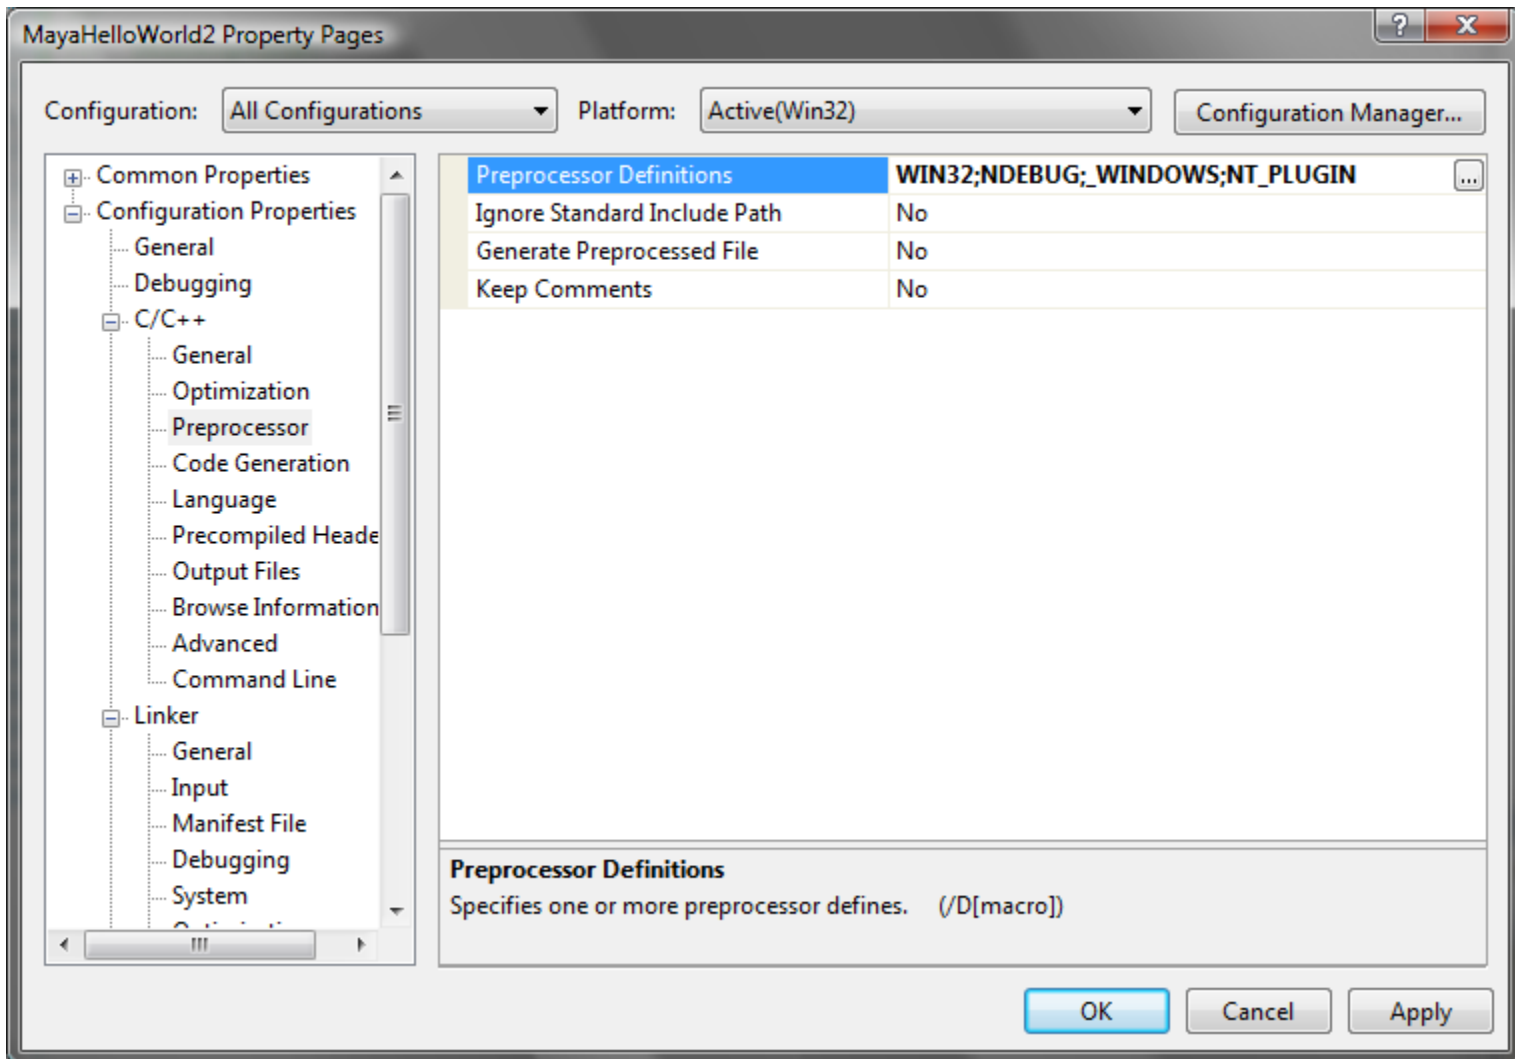 MayaHelloWorld2 Property Pages
Configuration: All Configurations Platform: Active(Win32) Configuration Manager...
Common Properties
Configuration Properties
General
Debugging
C/C++
General
Optimization
Preprocessor
Code Generation
Language
Precompiled Heade
Output Files
Browse Information
Advanced
Command Line
Linker
General
Input
Manifest File
Debugging
System
Preprocessor Definitions WIN32;NDEBUG;_WINDOWS;NT_PLUGIN ...
Ignore Standard Include Path No
Generate Preprocessed File No
Keep Comments No
Preprocessor Definitions
Specifies one or more preprocessor defines. (/D[macro])
OK Cancel Apply